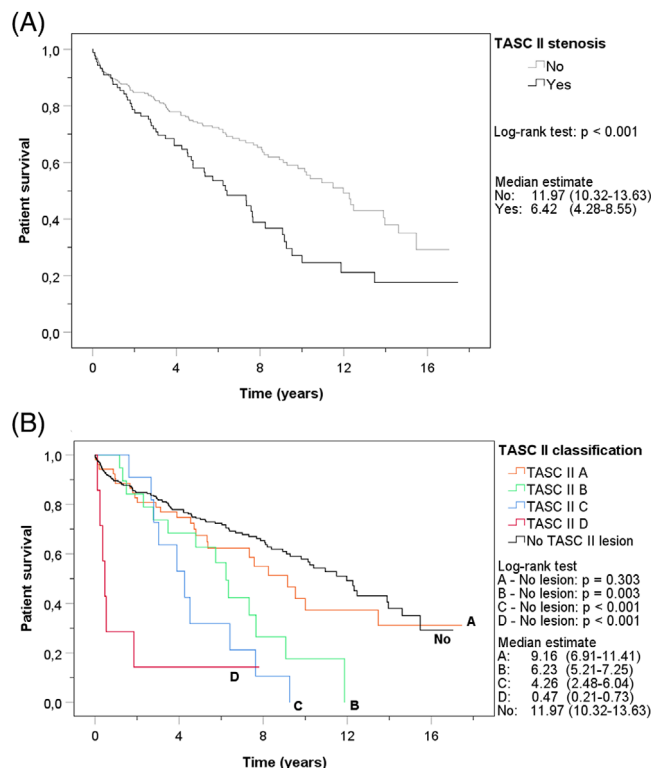 (A)
TASC II stenosis
No
Yes
Log-rank test: p < 0.001
Median estimate
No: 11.97 (10.32-13.63)
Yes: 6.42 (4.28-8.55)
Patient survival
1,0
0,8
0,6
0,4
0,2
0,0
0 4 8 12 16
Time (years)
(B)
TASC II classification
TASC II A
TASC II B
TASC II C
TASC II D
No TASC II lesion
Log-rank test
A - No lesion: p = 0.303
B - No lesion: p = 0.003
C - No lesion: p < 0.001
D - No lesion: p < 0.001
Median estimate
A: 9.16 (6.91-11.41)
B: 6.23 (5.21-7.25)
C: 4.26 (2.48-6.04)
D: 0.47 (0.21-0.73)
No: 11.97 (10.32-13.63)
Patient survival
1,0
0,8
0,6
0,4
0,2
0,0
A
No
D
C
B
0 4 8 12 16
Time (years)